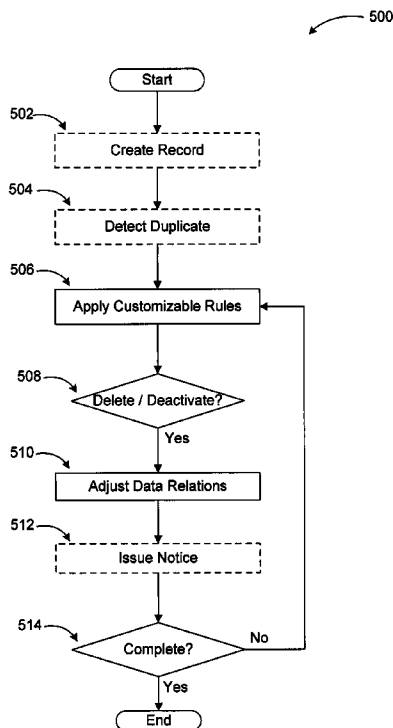 500
Start
502
Create Record
504
Detect Duplicate
506
Apply Customizable Rules
508
Delete / Deactivate?
Yes
510
Adjust Data Relations
512
Issue Notice
514
Complete?
No
Yes
End